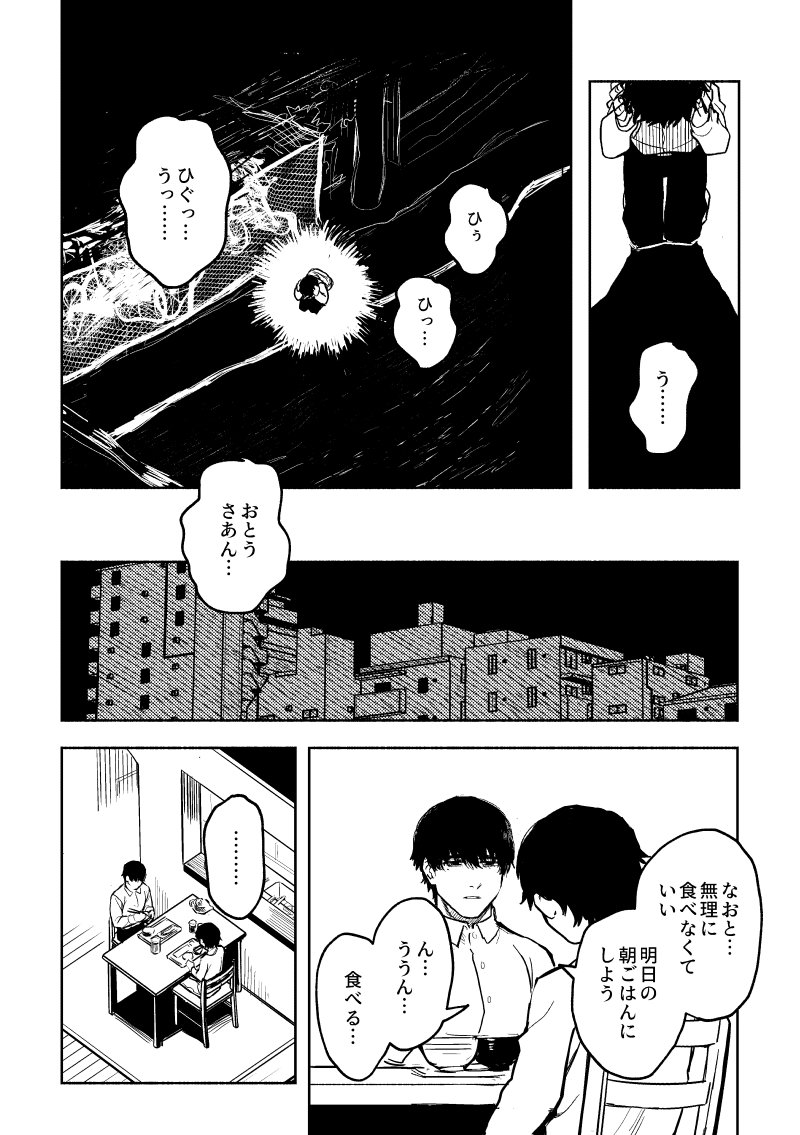 う……
ひぅ
ひっ…
ひぐっ…
うっ……
おとう
さあん…
なおと…
無理に
食べなくて
いい
明日の
朝ごはんに
しよう
ん…
ううん…
食べる…
………